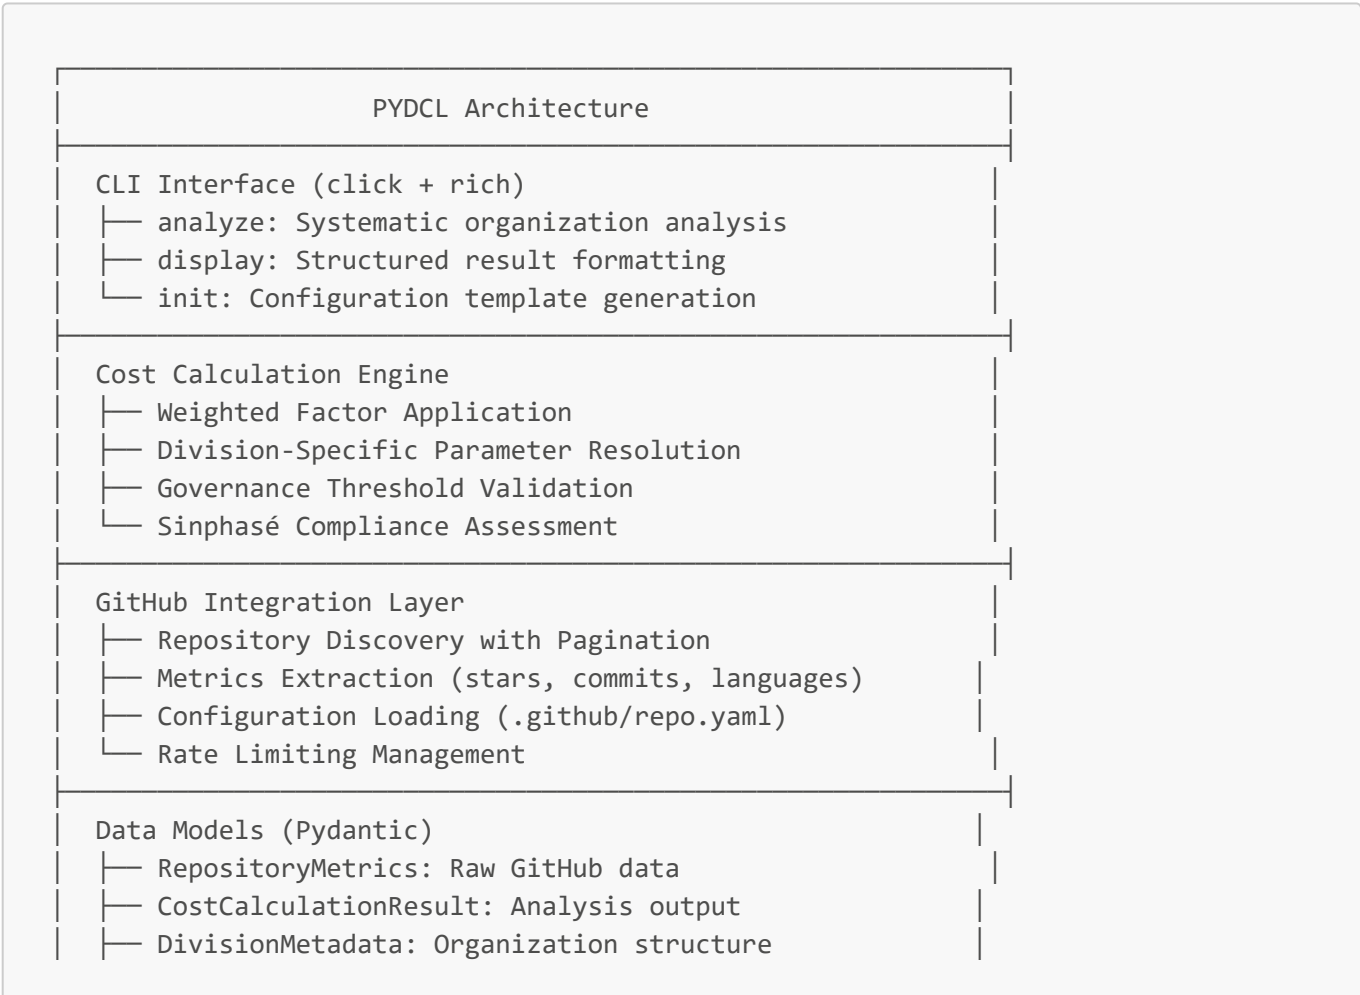 PYDCL Architecture
CLI Interface (click + rich)
├── analyze: Systematic organization analysis
├── display: Structured result formatting
└── init: Configuration template generation
Cost Calculation Engine
├── Weighted Factor Application
├── Division-Specific Parameter Resolution
├── Governance Threshold Validation
└── Sinphasé Compliance Assessment
GitHub Integration Layer
├── Repository Discovery with Pagination
├── Metrics Extraction (stars, commits, languages)
├── Configuration Loading (.github/repo.yaml)
└── Rate Limiting Management
Data Models (Pydantic)
├── RepositoryMetrics: Raw GitHub data
├── CostCalculationResult: Analysis output
├── DivisionMetadata: Organization structure